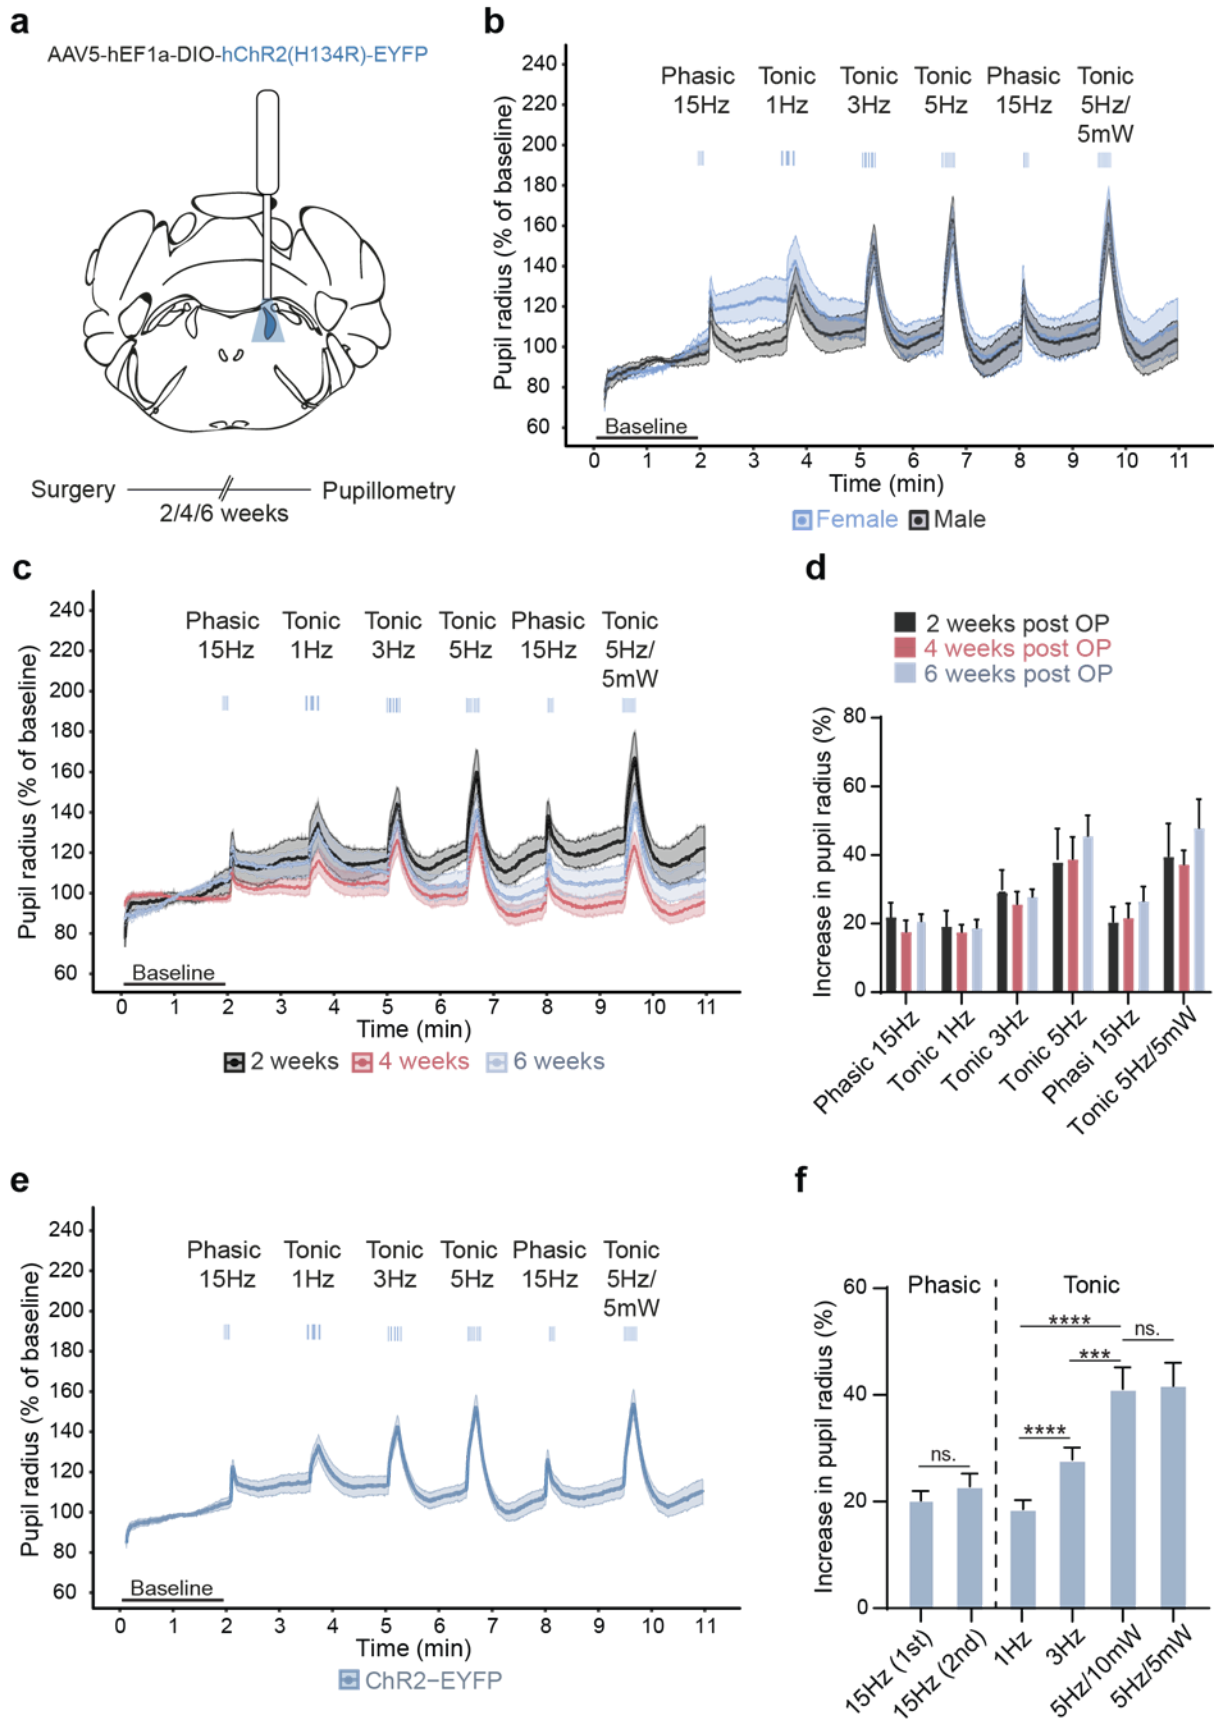 a
AAV5-hEF1a-DIO-hChR2(H134R)-EYFP
Surgery
2/4/6 weeks
Pupillometry
b
Pupil radius (% of baseline)
240
220
200
180
160
140
120
100
80
60
Phasic Tonic Tonic Tonic Phasic Tonic
15Hz 1Hz 3Hz 5Hz 15Hz 5Hz/
5mW
Baseline
0 1 2 3 4 5 6 7 8 9 10 11
Time (min)
Female Male
c
Pupil radius (% of baseline)
240
220
200
180
160
140
120
100
80
60
Phasic Tonic Tonic Tonic Phasic Tonic
15Hz 1Hz 3Hz 5Hz 15Hz 5Hz/
5mW
Baseline
0 1 2 3 4 5 6 7 8 9 10 11
Time (min)
2 weeks 4 weeks 6 weeks
d
2 weeks post OP
4 weeks post OP
6 weeks post OP
Increase in pupil radius (%)
80
60
40
20
0
Phasic 15Hz
Tonic 1Hz
Tonic 3Hz
Tonic 5Hz
Phasi 15Hz
Tonic 5Hz/5mW
e
Pupil radius (% of baseline)
240
220
200
180
160
140
120
100
80
60
Phasic Tonic Tonic Tonic Phasic Tonic
15Hz 1Hz 3Hz 5Hz 15Hz 5Hz/
5mW
Baseline
0 1 2 3 4 5 6 7 8 9 10 11
Time (min)
ChR2−EYFP
f
Increase in pupil radius (%)
60
40
20
0
Phasic Tonic
**** ns.
***
****
ns.
15Hz (1st)
15Hz (2nd)
1Hz
3Hz
5Hz/10mW
5Hz/5mW